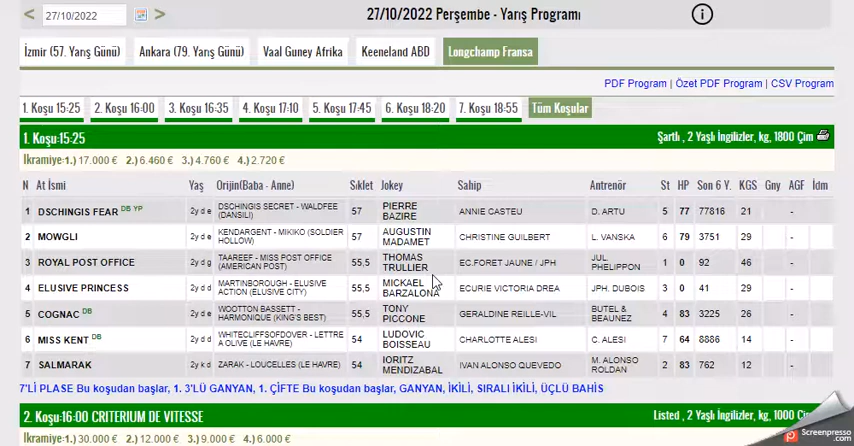 < 27/10/2022 > 27/10/2022 Perşembe - Yarış Programı
İzmir (57. Yarış Günü) Ankara (79. Yarış Günü) Vaal Guney Afrika Keeneland ABD Longchamp Fransa
PDF Program | Özet PDF Program | CSV Program
1. Koşu 15:25 2. Koşu 16:00 3. Koşu 16:35 4. Koşu 17:10 5. Koşu 17:45 6. Koşu 18:20 7. Koşu 18:55 Tüm Koşular
1. Koşu:15:25 Şartlı , 2 Yaşlı İngilizler, kg, 1800 Çim
İkramiye:1.) 17.000 € 2.) 6.460 € 3.) 4.760 € 4.) 2.720 €
N At İsmi Yaş Orijin(Baba - Anne) Sıklet Jokey Sahip Antrenör St HP Son 6 Y. KGS Gny AGF İdm
1 DSCHINGIS FEAR DB YP 2y d e DSCHINGIS SECRET - WALDFEE (DANSILI) 57 PIERRE BAZIRE ANNIE CASTEU D. ARTU 5 77 77816 21 -
2 MOWGLI 2y d e KENDARGENT - MIKIKO (SOLDIER HOLLOW) 57 AUGUSTIN MADAMET CHRISTINE GUILBERT L. VANSKA 6 79 3751 29 -
3 ROYAL POST OFFICE 2y d g TAAREEF - MISS POST OFFICE (AMERICAN POST) 55,5 THOMAS TRULLIER EC.FORET JAUNE / JPH JUL. PHELIPPON 1 0 92 46 -
4 ELUSIVE PRINCESS 2y d d MARTINBOROUGH - ELUSIVE ACTION (ELUSIVE CITY) 55,5 MICKAEL BARZALONA ECURIE VICTORIA DREA JPH. DUBOIS 3 0 41 29 -
5 COGNAC DB 2y d e WOOTTON BASSETT - HARMONIQUE (KING'S BEST) 55,5 TONY PICCONE GERALDINE REILLE-VIL BUTEL & BEAUNEZ 4 83 3225 26 -
6 MISS KENT DB 2y d d WHITECLIFFSOFDOVER - LETTRE A OLIVE (LE HAVRE) 54 LUDOVIC BOISSEAU CHARLOTTE ALESI C. ALESI 7 64 8886 14 -
7 SALMARAK 2y k d ZARAK - LOUCELLES (LE HAVRE) 54 IORITZ MENDIZABAL IVAN ALONSO QUEVEDO M. ALONSO ROLDAN 2 83 762 12 -
7'Lİ PLASE Bu koşudan başlar, 1. 3'LÜ GANYAN, 1. ÇİFTE Bu koşudan başlar, GANYAN, İKİLİ, SIRALI İKİLİ, ÜÇLÜ BAHİS
2. Koşu:16:00 CRITERIUM DE VITESSE Listed , 2 Yaşlı İngilizler, kg, 1000 Çim
İkramiye:1.) 30.000 € 2.) 12.000 € 3.) 9.000 € 4.) 6.000 €
Screenpresso.com